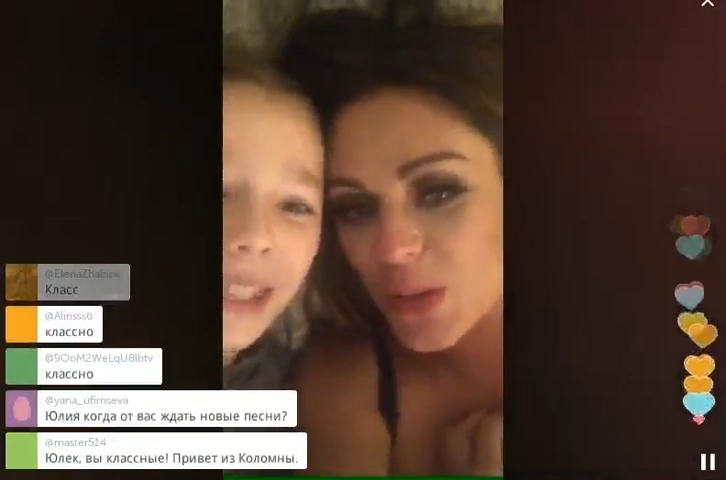 Класс
@Alinsss6
классно
@9OoM2WeLqU8lbtv
классно
@yana_ufimseva
Юлия когда от вас ждать новые песни?
@master514
Юлек, вы классные! Привет из Коломны.